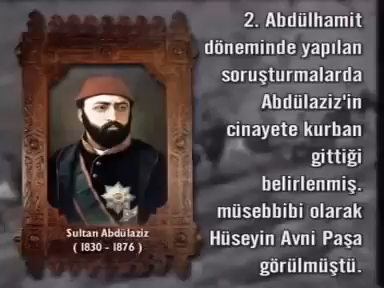 2. Abdülhamit
döneminde yapılan
soruşturmalarda
Abdülaziz'in
cinayete kurban
gittiği
belirlenmiş.
müsebbibi olarak
Hüseyin Avni Paşa
görülmüştü.
Sultan Abdülaziz
( 1830 - 1876 )